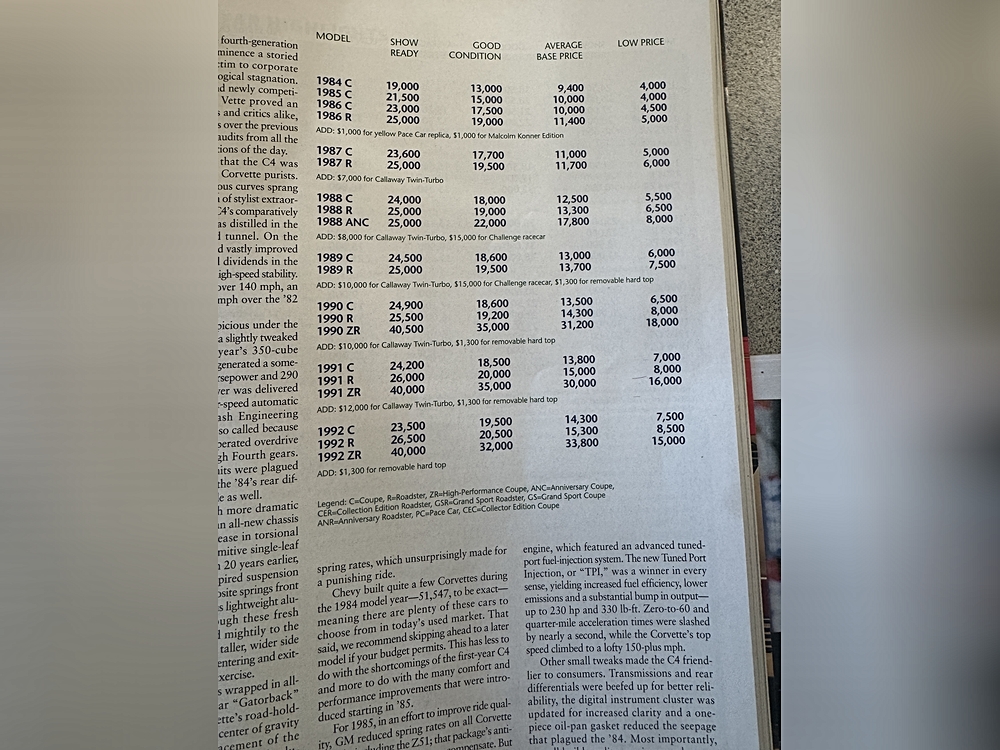 fourth-generation
a storied
to corporate
stagnation.
newly competi-
Vette proved an
and critics alike,
over the previous
audits from all the
of the day.
that the C4 was
Corvette purists.
curves sprang
of stylist extraor-
comparatively
distilled in the
tunnel. On the
vastly improved
dividends in the
high-speed stability.
over 140 mph, an
mph over the '82
under the
a slightly tweaked
year's 350-cube
generated a some-
and 290
was delivered
automatic
Engineering
so called because
overdrive
Fourth gears.
were plagued
the '84's rear dif-
as well.
more dramatic
all-new chassis
in torsional
single-leaf
20 years earlier,
suspension
springs front
lightweight alu-
these fresh
mightily to the
taller, wider side
and exit-
wrapped in all-
"Gatorback"
road-hold-
center of gravity
of the
MODEL SHOW READY GOOD CONDITION AVERAGE BASE PRICE LOW PRICE
1984 C 19,000 13,000 9,400 4,000
1985 C 21,500 15,000 10,000 4,000
1986 C 23,000 17,500 10,000 4,500
1986 R 25,000 19,000 11,400 5,000
ADD: $1,000 for yellow Pace Car replica, $1,000 for Malcolm Konner Edition
1987 C 23,600 17,700 11,000 5,000
1987 R 25,000 19,500 11,700 6,000
ADD: $7,000 for Callaway Twin-Turbo
1988 C 24,000 18,000 12,500 5,500
1988 R 25,000 19,000 13,300 6,500
1988 ANC 25,000 22,000 17,800 8,000
ADD: $8,000 for Callaway Twin-Turbo, $15,000 for Challenge racecar
1989 C 24,500 18,600 13,000 6,000
1989 R 25,000 19,500 13,700 7,500
ADD: $10,000 for Callaway Twin-Turbo, $15,000 for Challenge racecar, $1,300 for removable hard top
1990 C 24,900 18,600 13,500 6,500
1990 R 25,500 19,200 14,300 8,000
1990 ZR 40,500 35,000 31,200 18,000
ADD: $10,000 for Callaway Twin-Turbo, $1,300 for removable hard top
1991 C 24,200 18,500 13,800 7,000
1991 R 26,000 20,000 15,000 8,000
1991 ZR 40,000 35,000 30,000 16,000
ADD: $12,000 for Callaway Twin-Turbo, $1,300 for removable hard top
1992 C 23,500 19,500 14,300 7,500
1992 R 26,500 20,500 15,300 8,500
1992 ZR 40,000 32,000 33,800 15,000
ADD: $1,300 for removable hard top
Legend: C=Coupe, R=Roadster, ZR=High-Performance Coupe, ANC=Anniversary Coupe,
CER=Collection Edition Roadster, GSR=Grand Sport Roadster, GS=Grand Sport Coupe
ANR=Anniversary Roadster, PC=Pace Car, CEC=Collector Edition Coupe
spring rates, which unsurprisingly made for
a punishing ride.
Chevy built quite a few Corvettes during
the 1984 model year—51,547, to be exact—
meaning there are plenty of these cars to
choose from in today's used market. That
said, we recommend skipping ahead to a later
model if your budget permits. This has less to
do with the shortcomings of the first-year C4
and more to do with the many comfort and
performance improvements that were intro-
duced starting in '85.
For 1985, in an effort to improve ride qual-
ity, GM reduced spring rates on all Corvette
the Z51; that package's anti-
But
engine, which featured an advanced tuned-
port fuel-injection system. The new Tuned Port
Injection, or "TPI," was a winner in every
sense, yielding increased fuel efficiency, lower
emissions and a substantial bump in output—
up to 230 hp and 330 lb-ft. Zero-to-60 and
quarter-mile acceleration times were slashed
by nearly a second, while the Corvette's top
speed climbed to a lofty 150-plus mph.
Other small tweaks made the C4 friend-
lier to consumers. Transmissions and rear
differentials were beefed up for better reli-
ability, the digital instrument cluster was
updated for increased clarity and a one-
piece oil-pan gasket reduced the seepage
that plagued the '84. Most importantly,